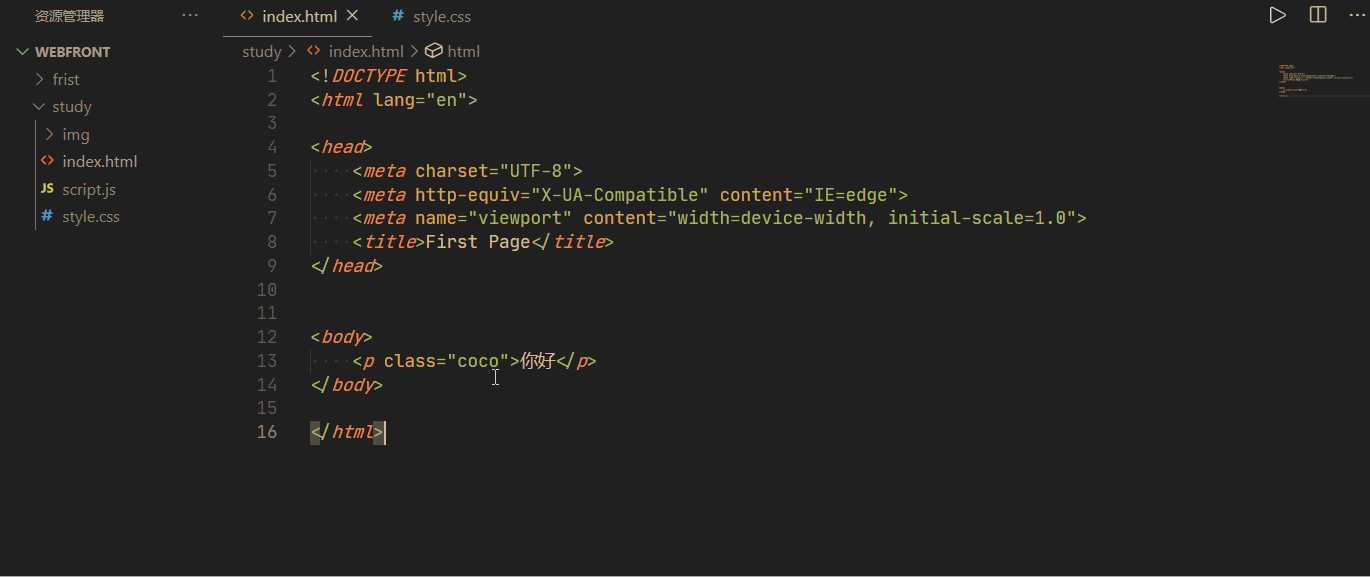 资源管理器 ···
index.html
style.css
WEBFRONT
frist
study
img
index.html
JS script.js
# style.css
study > index.html > html
1 <!DOCTYPE html>
2 <html lang="en">
3
4 <head>
5 <meta charset="UTF-8">
6 <meta http-equiv="X-UA-Compatible" content="IE=edge">
7 <meta name="viewport" content="width=device-width, initial-scale=1.0">
8 <title>First Page</title>
9 </head>
10
11
12 <body>
13 <p class="coco">你好</p>
14 </body>
15
16 </html>